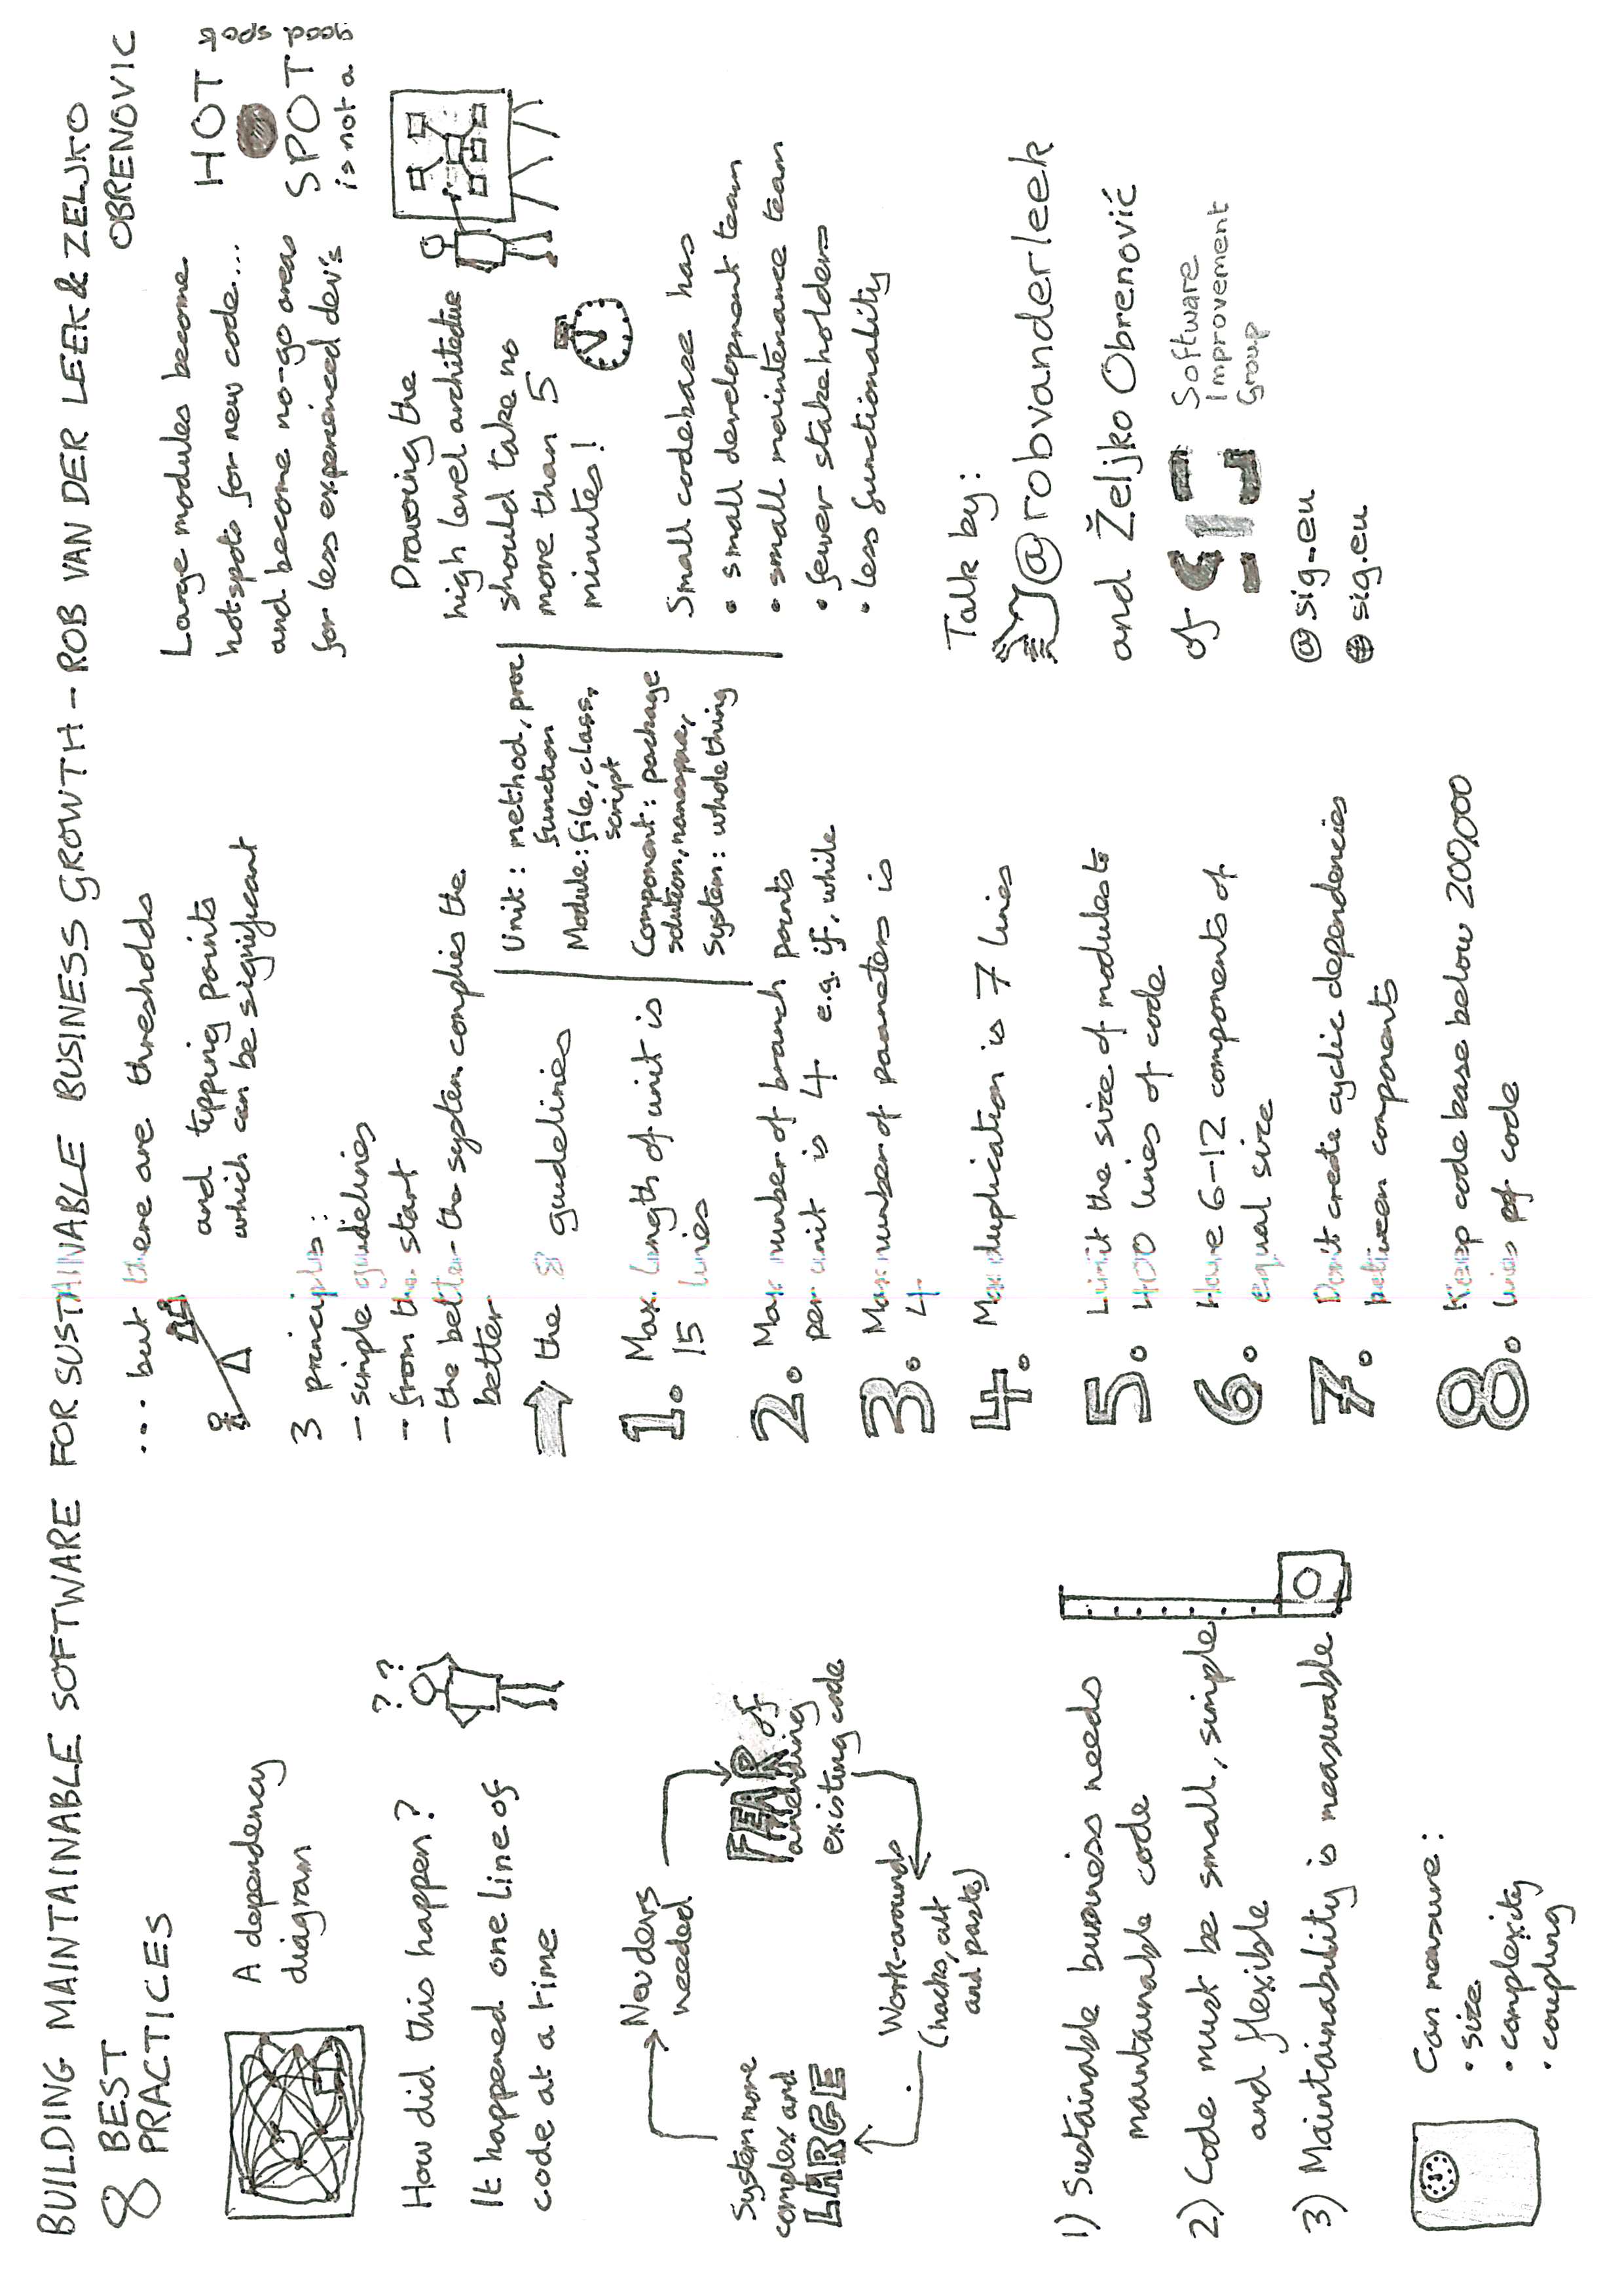 BUILDING MAINTAINABLE SOFTWARE FOR SUSTAINABLE BUSINESS GROWTH - ROB VAN DER LEEK & ZELJKO
OBRENOVIC
8 BEST
PRACTICES
A dependency
diagram
How did this happen?
? ?
It happened one line of
code at a time
New devs
needed
FEAR of
amending
existing code
Work-arounds
(hacks, cut
and paste)
System more
complex and
LARGE
1) Sustainable business needs
maintainable code
2) Code must be small, simple
and flexible
3) Maintainability is measurable
Can measure:
• size
• complexity
• coupling
... but there are thresholds
and tipping points
which can be significant
3 principles:
- simple guidelines
- from the start
- the better the system complies the
better
the 8 guidelines
Unit: method, proc
function
Module: file, class,
script
Component: package
solution, namespace,
System: whole thing
1. Max. length of unit is
15 lines
2. Max number of branch points
per unit is 4 e.g. if, while
3. Max number of parameters is
4
4. Max duplication is 7 lines
5. Limit the size of modules to
400 lines of code
6. Have 6-12 components of
equal size
7. Don't create cyclic dependencies
between components
8. Keep code base below 200,000
lines of code
Large modules become
hotspots for new code...
and become no-go areas
for less experienced dev's
HOT
SPOT
is not a
good spot
Drawing the
high level architecture
should take no
more than 5
minutes!
Small codebase has
• small development team
• small maintenance team
• fewer stakeholders
• less functionality
Talk by:
@robvanderleek
and Željko Obrenović
of SIG Software
Improvement
Group
@sig_eu
sig.eu